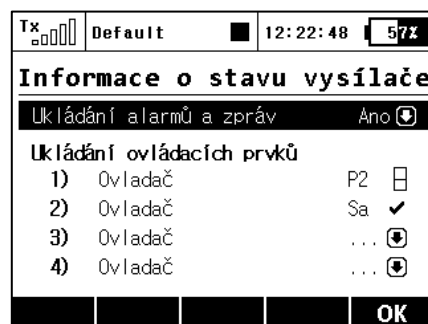 Tx Default 12:22:48 57%
Informace o stavu vysílače
Ukládání alarmů a zpráv Ano
Ukládání ovládacích prvků
1) Ovladač P2
2) Ovladač Sa
3) Ovladač ...
4) Ovladač ...
OK